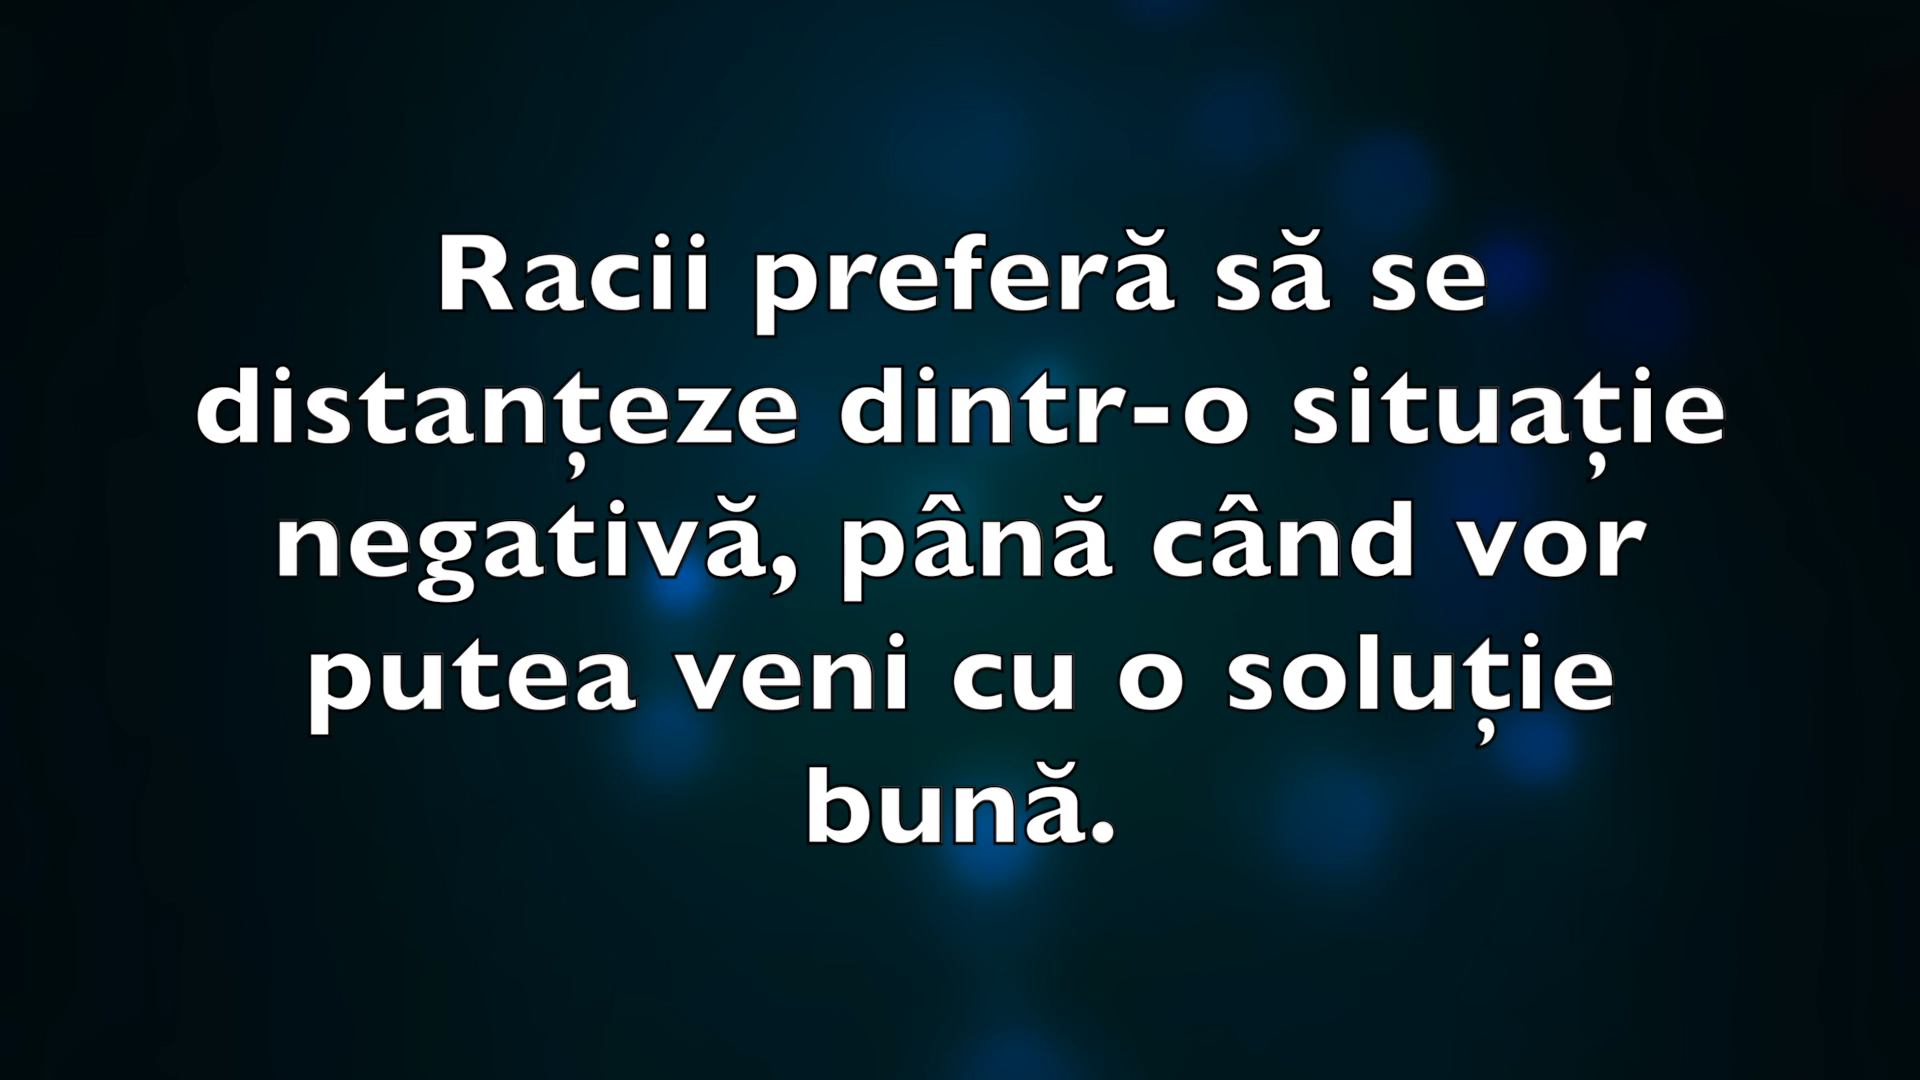 Racii preferă să se
distanțeze dintr-o situație
negativă, până când vor
putea veni cu o soluție
bună.